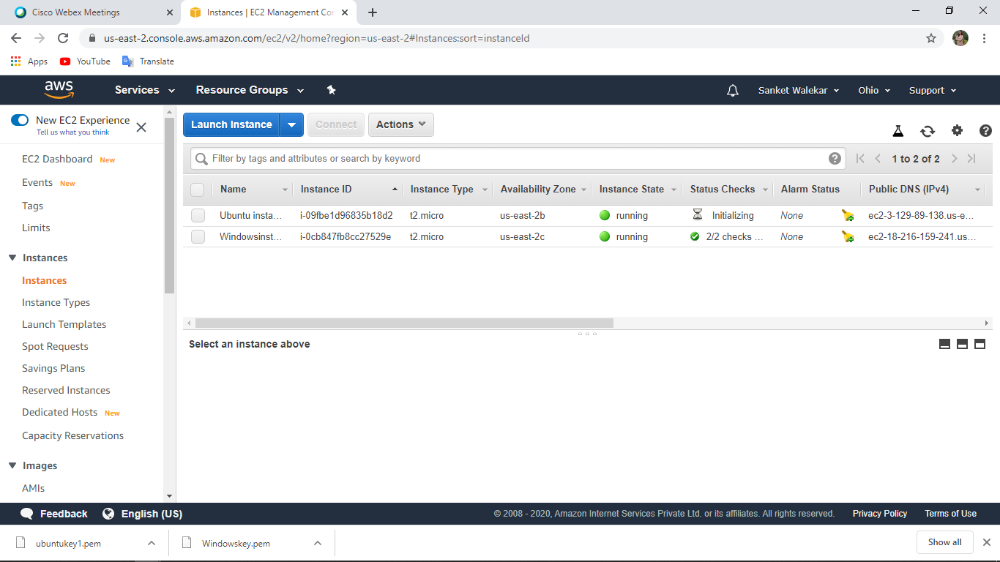 Cisco Webex Meetings
Instances | EC2 Management Con
us-east-2.console.aws.amazon.com/ec2/v2/home?region=us-east-2#Instances:sort=instanceId
Apps YouTube Translate
aws Services Resource Groups Sanket Walekar Ohio Support
New EC2 Experience
Tell us what you think
EC2 Dashboard New
Events New
Tags
Limits
Instances
Instances
Instance Types
Launch Templates
Spot Requests
Savings Plans
Reserved Instances
Dedicated Hosts New
Capacity Reservations
Images
AMIs
Launch Instance Connect Actions
Filter by tags and attributes or search by keyword 1 to 2 of 2
Name Instance ID Instance Type Availability Zone Instance State Status Checks Alarm Status Public DNS (IPv4)
Ubuntu insta... i-09fbe1d96835b18d2 t2.micro us-east-2b running Initializing None ec2-3-129-89-138.us-e...
Windowsinst... i-0cb847fb8cc27529e t2.micro us-east-2c running 2/2 checks ... None ec2-18-216-159-241.us...
Select an instance above
Feedback English (US) © 2008 - 2020, Amazon Internet Services Private Ltd. or its affiliates. All rights reserved. Privacy Policy Terms of Use
ubuntukey1.pem Windowskey.pem Show all